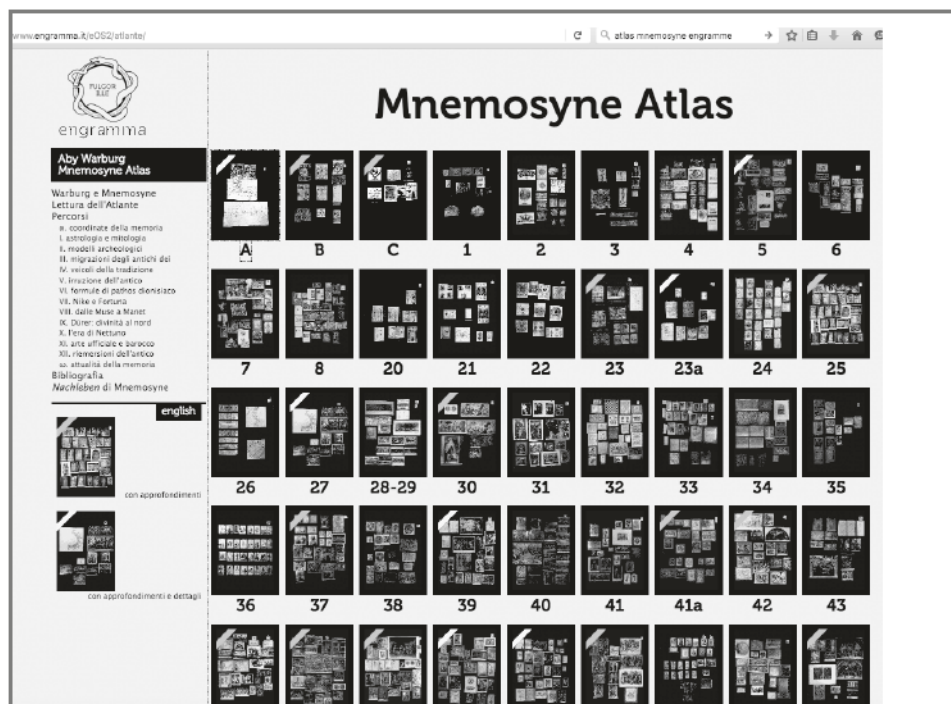 www.engramma.it/eOS2/atlante/
atlas mnemosyne engramme
engramma
Mnemosyne Atlas
Aby Warburg
Mnemosyne Atlas
Warburg e Mnemosyne
Lettura dell'Atlante
Percorsi
α. coordinate della memoria
I. astrologia e mitologia
II. modelli archeologici
III. migrazioni degli antichi dei
IV. veicoli della tradizione
V. irruzione dell'antico
VI. formule di pathos dionisiaco
VII. Nike e Fortuna
VIII. dalle Muse a Manet
IX. Dürer: divinità al nord
X. l'era di Nettuno
XI. arte ufficiale e barocco
XII. riemersioni dell'antico
ω. attualità della memoria
Bibliografia
Nachleben di Mnemosyne
english
con approfondimenti
con approfondimenti e dettagli
A B C 1 2 3 4 5 6
7 8 20 21 22 23 23a 24 25
26 27 28-29 30 31 32 33 34 35
36 37 38 39 40 41 41a 42 43